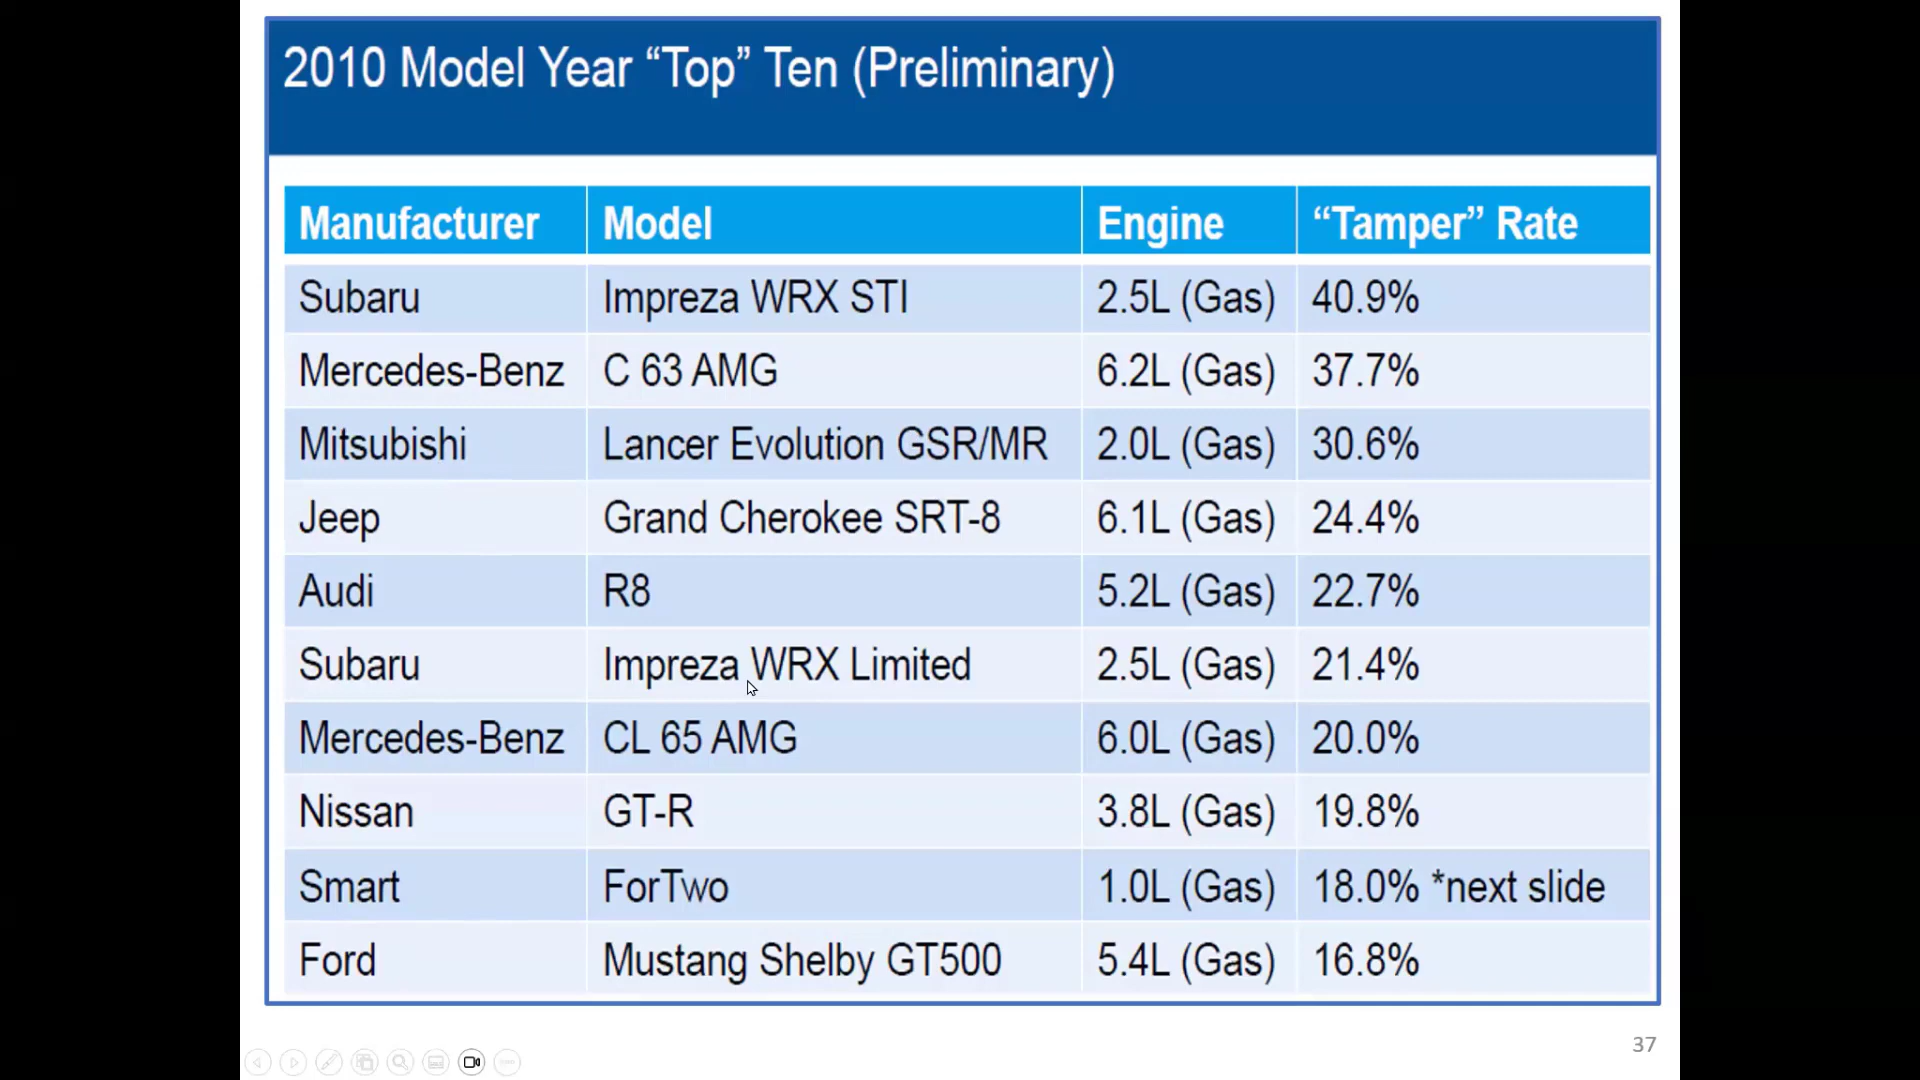 2010 Model Year “Top” Ten (Preliminary)
Manufacturer Model Engine “Tamper” Rate
Subaru Impreza WRX STI 2.5L (Gas) 40.9%
Mercedes-Benz C 63 AMG 6.2L (Gas) 37.7%
Mitsubishi Lancer Evolution GSR/MR 2.0L (Gas) 30.6%
Jeep Grand Cherokee SRT-8 6.1L (Gas) 24.4%
Audi R8 5.2L (Gas) 22.7%
Subaru Impreza WRX Limited 2.5L (Gas) 21.4%
Mercedes-Benz CL 65 AMG 6.0L (Gas) 20.0%
Nissan GT-R 3.8L (Gas) 19.8%
Smart ForTwo 1.0L (Gas) 18.0% *next slide
Ford Mustang Shelby GT500 5.4L (Gas) 16.8%
37